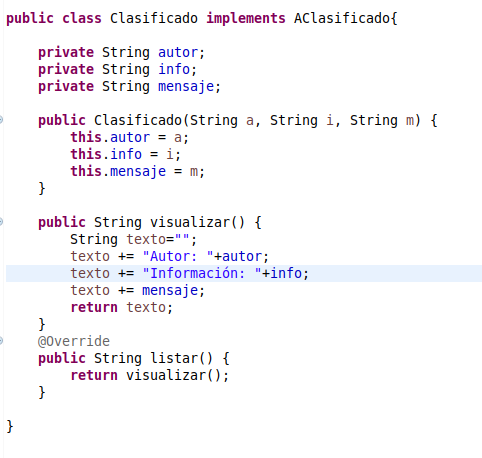 public class Clasificado implements AClasificado{
private String autor;
private String info;
private String mensaje;
public Clasificado(String a, String i, String m) {
this.autor = a;
this.info = i;
this.mensaje = m;
}
public String visualizar() {
String texto="";
texto += "Autor: "+autor;
texto += "Información: "+info;
texto += mensaje;
return texto;
}
@Override
public String listar() {
return visualizar();
}
}